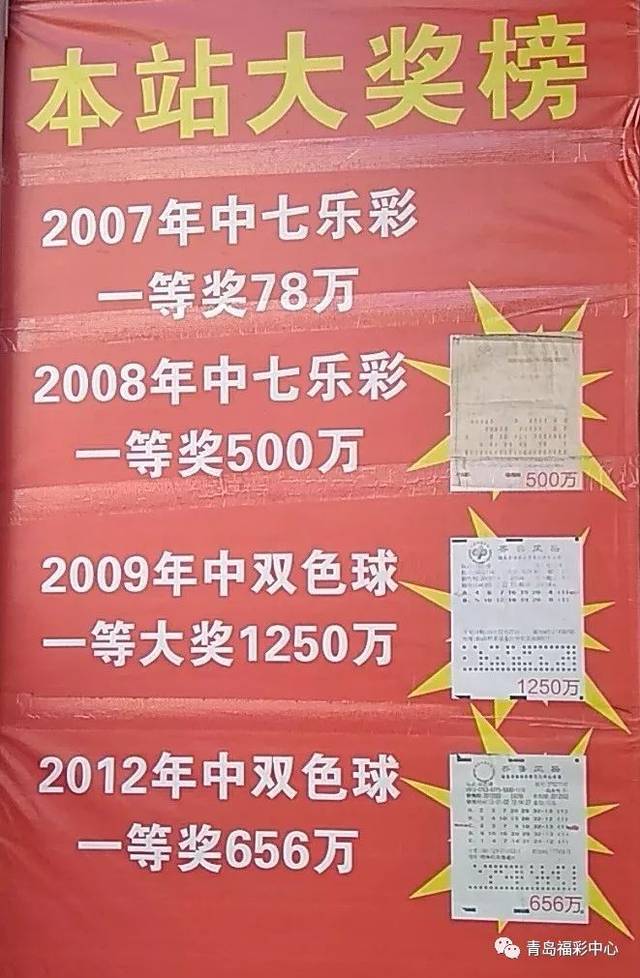 本站大奖榜
2007年中七乐彩
一等奖78万
2008年中七乐彩
一等奖500万
500万
2009年中双色球
一等大奖1250万
1250万
2012年中双色球
一等奖656万
656万
青岛福彩中心